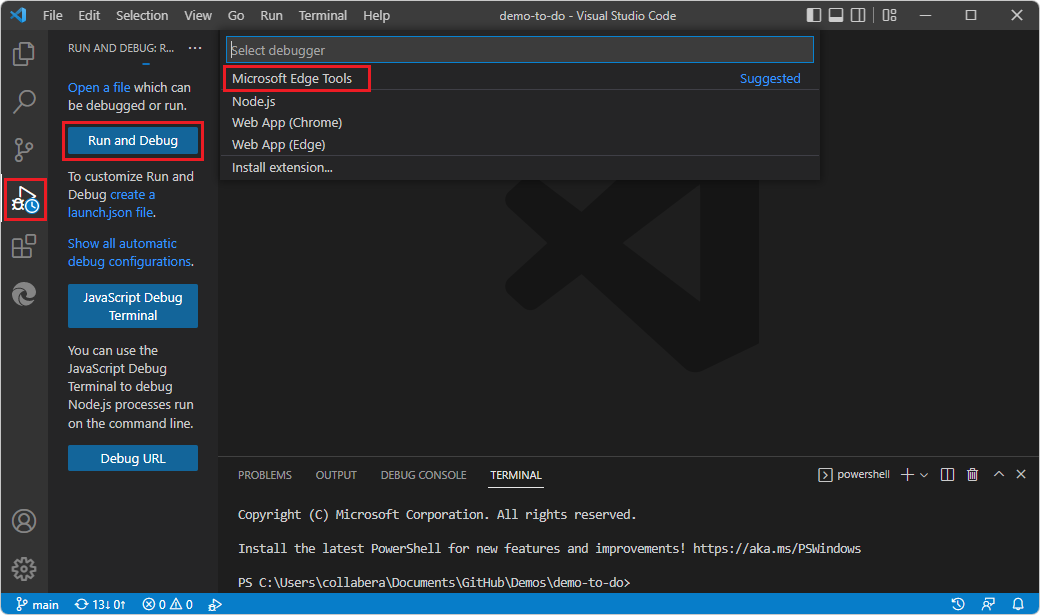 File Edit Selection View Go Run Terminal Help demo-to-do - Visual Studio Code
RUN AND DEBUG: R... ···
Open a file which can
be debugged or run.
Run and Debug
To customize Run and
Debug create a
launch.json file.
Show all automatic
debug configurations.
JavaScript Debug
Terminal
You can use the
JavaScript Debug
Terminal to debug
Node.js processes run
on the command line.
Debug URL
Select debugger
Microsoft Edge Tools Suggested
Node.js
Web App (Chrome)
Web App (Edge)
Install extension...
PROBLEMS OUTPUT DEBUG CONSOLE TERMINAL powershell
Copyright (C) Microsoft Corporation. All rights reserved.
Install the latest PowerShell for new features and improvements! https://aka.ms/PSWindows
PS C:\Users\collabera\Documents\GitHub\Demos\demo-to-do>
main 13↓ 0↑ 0 0